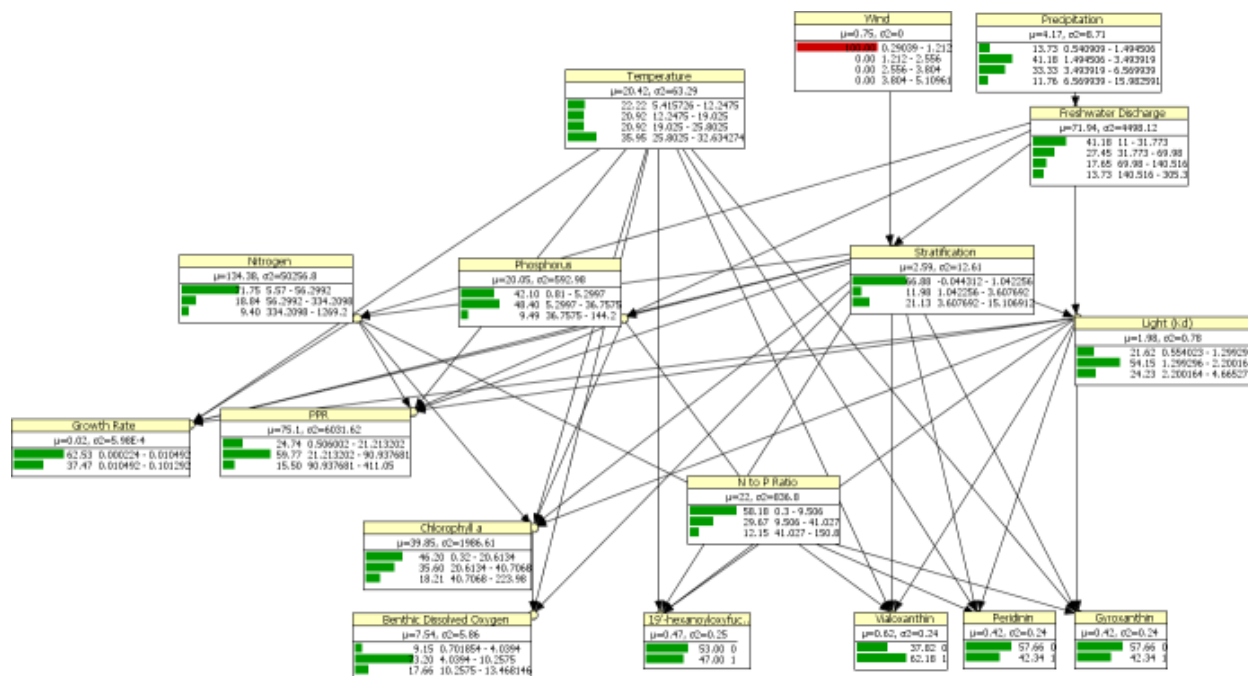 Wind
μ=0.75, σ2=0
100.00 0.29039 - 1.212
0.00 1.212 - 2.556
0.00 2.556 - 3.804
0.00 3.804 - 5.10961
Precipitation
μ=4.17, σ2=8.71
13.73 0.540909 - 1.494506
41.18 1.494506 - 3.493919
33.33 3.493919 - 6.569939
11.76 6.569939 - 15.982591
Temperature
μ=20.42, σ2=63.29
22.22 5.415726 - 12.2475
20.92 12.2475 - 19.025
20.92 19.025 - 25.8025
35.95 25.8025 - 32.634274
Freshwater Discharge
μ=71.94, σ2=4498.12
41.18 11 - 31.773
27.45 31.773 - 69.98
17.65 69.98 - 140.516
13.73 140.516 - 305.3
Nitrogen
μ=134.38, σ2=50256.8
71.75 5.57 - 56.2992
18.84 56.2992 - 334.2098
9.40 334.2098 - 1269.2
Phosphorus
μ=20.05, σ2=592.98
42.10 0.81 - 5.2997
48.40 5.2997 - 36.7575
9.49 36.7575 - 144.2
Stratification
μ=2.59, σ2=12.61
66.88 -0.044312 - 1.042256
11.98 1.042256 - 3.607692
21.13 3.607692 - 15.106912
Light (Kd)
μ=1.98, σ2=0.78
21.62 0.554023 - 1.29929
54.15 1.299296 - 2.20016
24.23 2.200164 - 4.66527
Growth Rate
μ=0.02, σ2=5.98E-4
62.53 0.000224 - 0.010492
37.47 0.010492 - 0.101292
PPR
μ=75.1, σ2=6031.62
24.74 0.506002 - 21.213202
59.77 21.213202 - 90.937681
15.50 90.937681 - 411.05
N to P Ratio
μ=22, σ2=836.8
58.18 0.3 - 9.506
29.67 9.506 - 41.027
12.15 41.027 - 150.8
Chlorophyll a
μ=39.85, σ2=1986.61
46.20 0.32 - 20.6134
35.60 20.6134 - 40.7068
18.21 40.7068 - 223.98
Benthic Dissolved Oxygen
μ=7.54, σ2=5.86
9.15 0.701854 - 4.0394
73.20 4.0394 - 10.2575
17.66 10.2575 - 13.468146
19'-hexanoyloxyfuc...
μ=0.47, σ2=0.25
53.00 0
47.00 1
Vialoxanthin
μ=0.62, σ2=0.24
37.82 0
62.18 1
Peridinin
μ=0.42, σ2=0.24
57.66 0
42.34 1
Gyroxanthin
μ=0.42, σ2=0.24
57.66 0
42.34 1